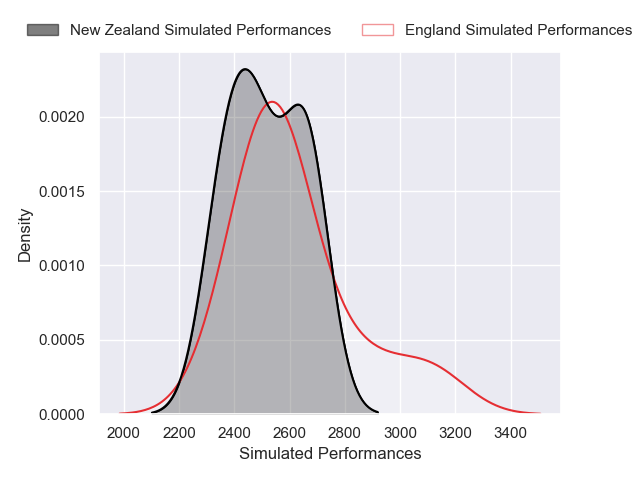 New Zealand Simulated Performances England Simulated Performances
0.0020
0.0015
0.0010
0.0005
0.0000
Density
2000 2200 2400 2600 2800 3000 3200 3400
Simulated Performances